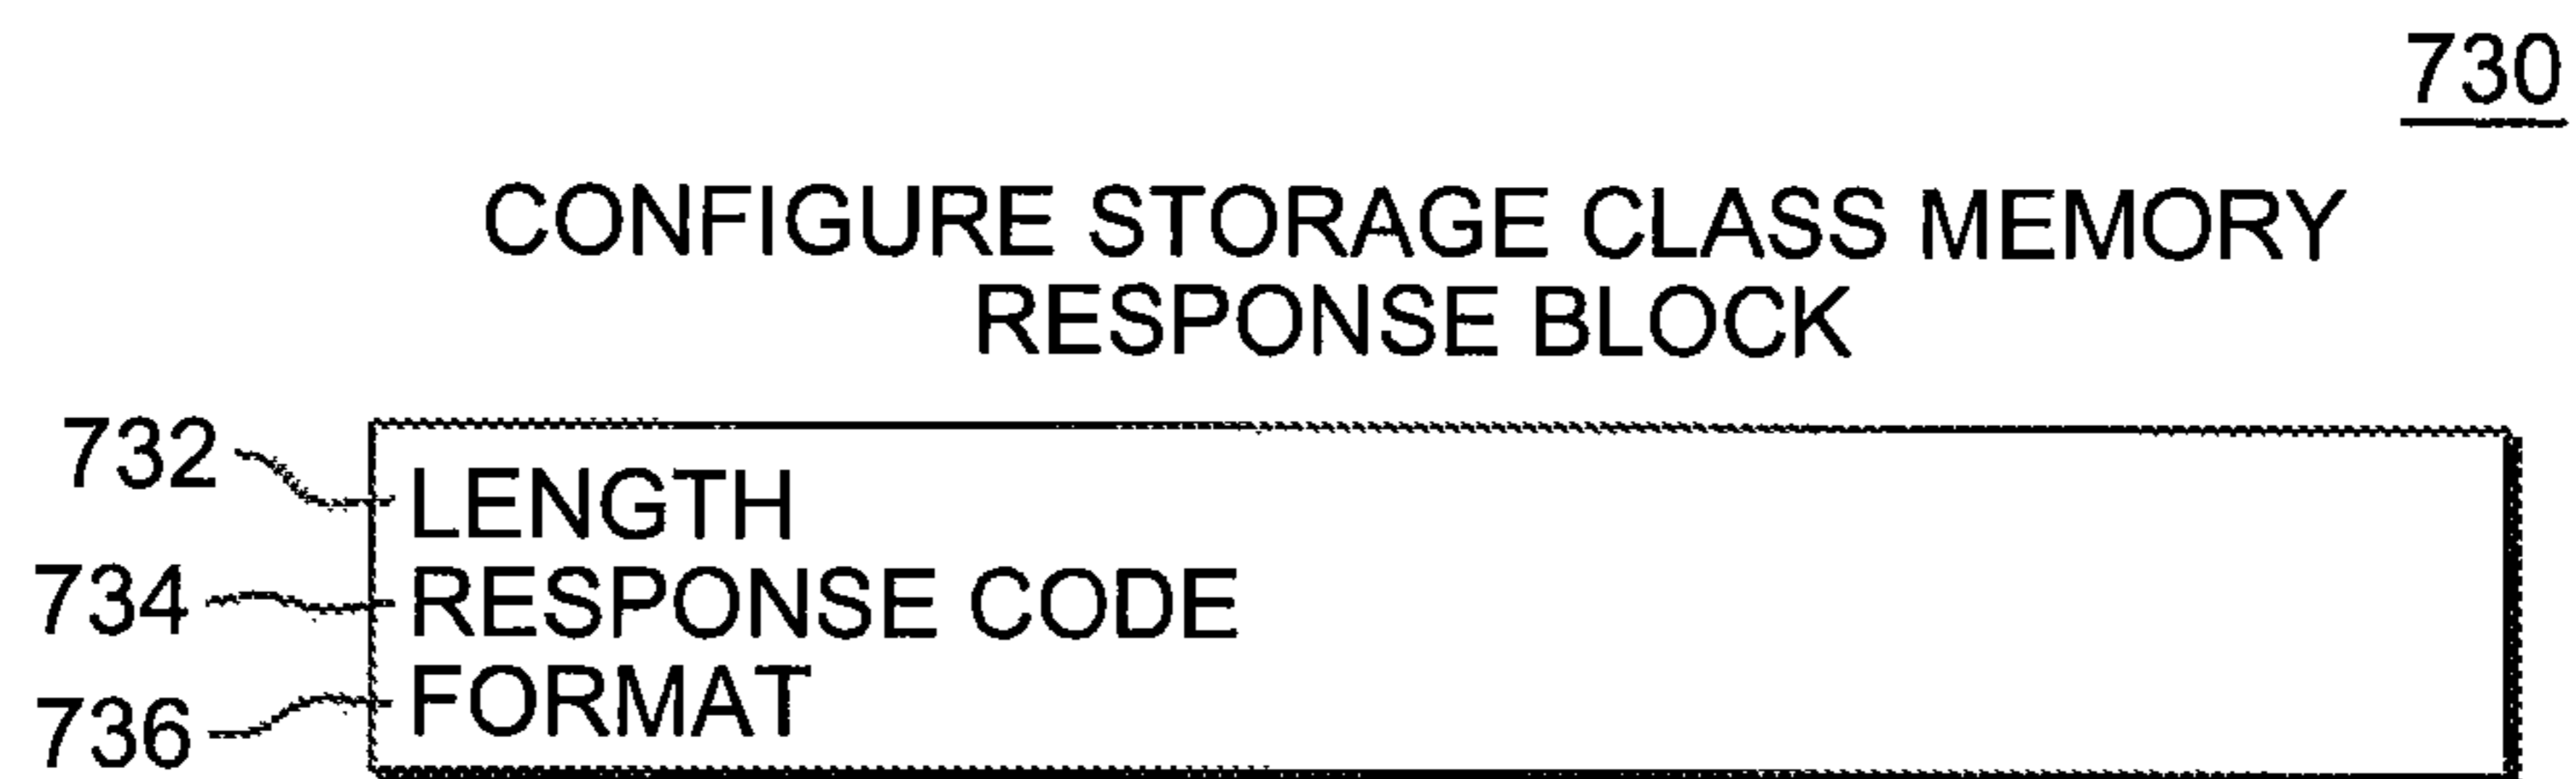 730
CONFIGURE STORAGE CLASS MEMORY
RESPONSE BLOCK
732 LENGTH
734 RESPONSE CODE
736 FORMAT